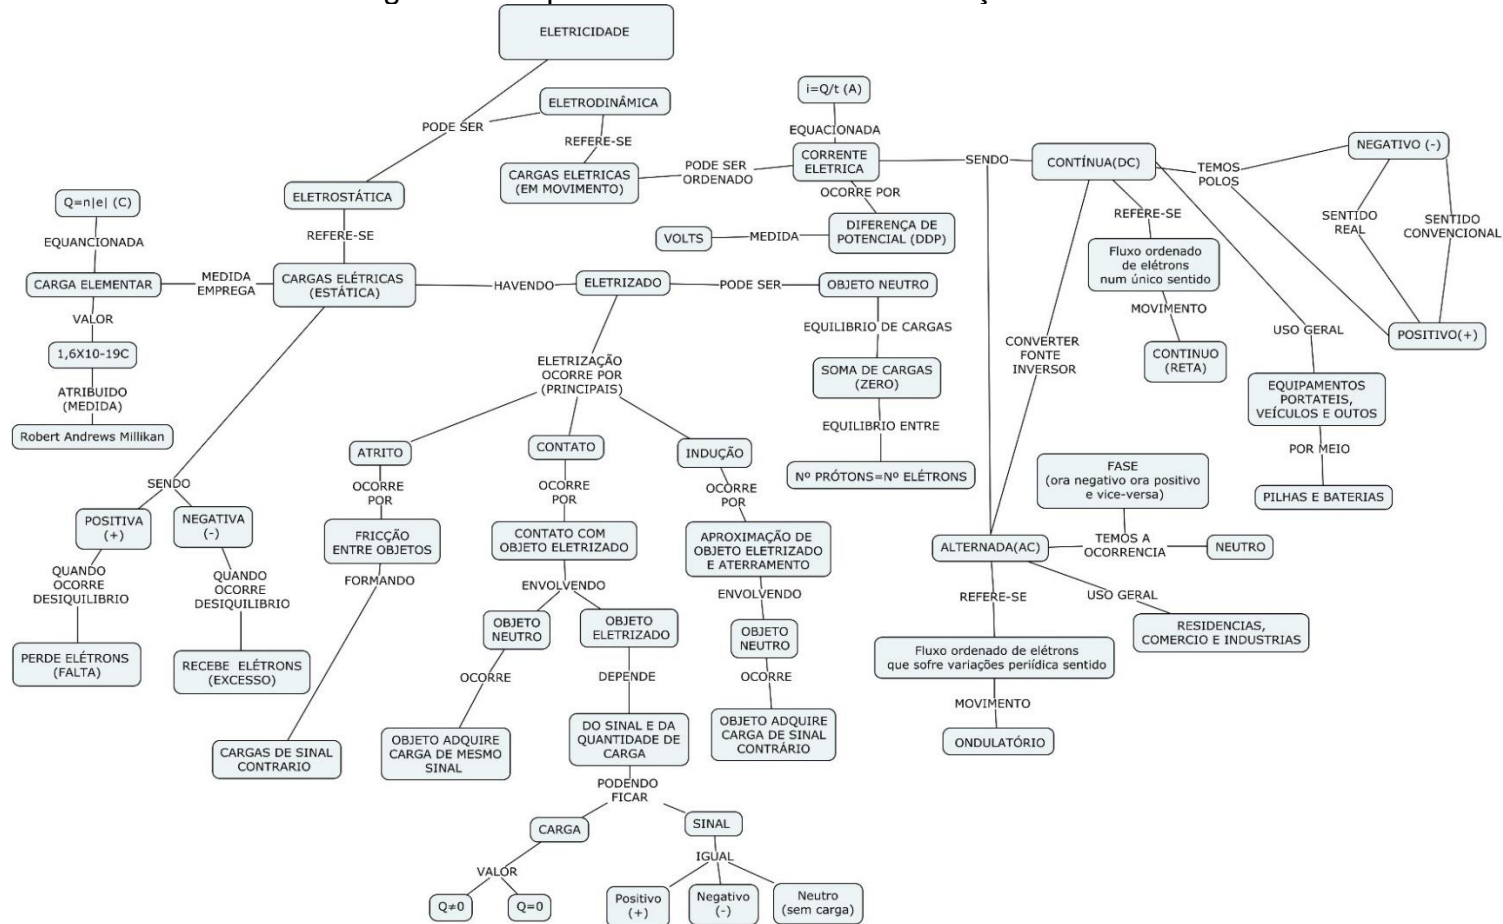 ELETRICIDADE
PODE SER
ELETRODINÂMICA
REFERE-SE
CARGAS ELETRICAS
(EM MOVIMENTO)
PODE SER
ORDENADO
i=Q/t (A)
EQUACIONADA
CORRENTE
ELETRICA
OCORRE POR
DIFERENÇA DE
POTENCIAL (DDP)
MEDIDA
VOLTS
SENDO
CONTÍNUA(DC)
TEMOS
POLOS
NEGATIVO (-)
SENTIDO
REAL
SENTIDO
CONVENCIONAL
POSITIVO(+)
REFERE-SE
Fluxo ordenado
de elétrons
num único sentido
MOVIMENTO
CONTINUO
(RETA)
USO GERAL
EQUIPAMENTOS
PORTATEIS,
VEÍCULOS E OUTOS
POR MEIO
PILHAS E BATERIAS
CONVERTER
FONTE
INVERSOR
ALTERNADA(AC)
TEMOS A
OCORRENCIA
FASE
(ora negativo ora positivo
e vice-versa)
NEUTRO
USO GERAL
RESIDENCIAS,
COMERCIO E INDUSTRIAS
REFERE-SE
Fluxo ordenado de elétrons
que sofre variações periídica sentido
MOVIMENTO
ONDULATÓRIO
ELETROSTÁTICA
REFERE-SE
CARGAS ELÉTRICAS
(ESTÁTICA)
MEDIDA
EMPREGA
Q=n|e| (C)
EQUANCIONADA
CARGA ELEMENTAR
VALOR
1,6X10-19C
ATRIBUIDO
(MEDIDA)
Robert Andrews Millikan
SENDO
POSITIVA
(+)
NEGATIVA
(-)
QUANDO
OCORRE
DESIQUILIBRIO
QUANDO
OCORRE
DESIQUILIBRIO
PERDE ELÉTRONS
(FALTA)
RECEBE ELÉTRONS
(EXCESSO)
HAVENDO
ELETRIZADO
PODE SER
OBJETO NEUTRO
EQUILIBRIO DE CARGAS
SOMA DE CARGAS
(ZERO)
EQUILIBRIO ENTRE
Nº PRÓTONS=Nº ELÉTRONS
ELETRIZAÇÃO
OCORRE POR
(PRINCIPAIS)
ATRITO
OCORRE
POR
FRICÇÃO
ENTRE OBJETOS
FORMANDO
CARGAS DE SINAL
CONTRARIO
CONTATO
OCORRE
POR
CONTATO COM
OBJETO ELETRIZADO
ENVOLVENDO
OBJETO
NEUTRO
OCORRE
OBJETO ADQUIRE
CARGA DE MESMO
SINAL
OBJETO
ELETRIZADO
DEPENDE
DO SINAL E DA
QUANTIDADE DE
CARGA
PODENDO
FICAR
CARGA
VALOR
Q≠0
Q=0
SINAL
IGUAL
Positivo
(+)
Negativo
(-)
Neutro
(sem carga)
INDUÇÃO
OCORRE
POR
APROXIMAÇÃO DE
OBJETO ELETRIZADO
E ATERRAMENTO
ENVOLVENDO
OBJETO
NEUTRO
OCORRE
OBJETO ADQUIRE
CARGA DE SINAL
CONTRÁRIO